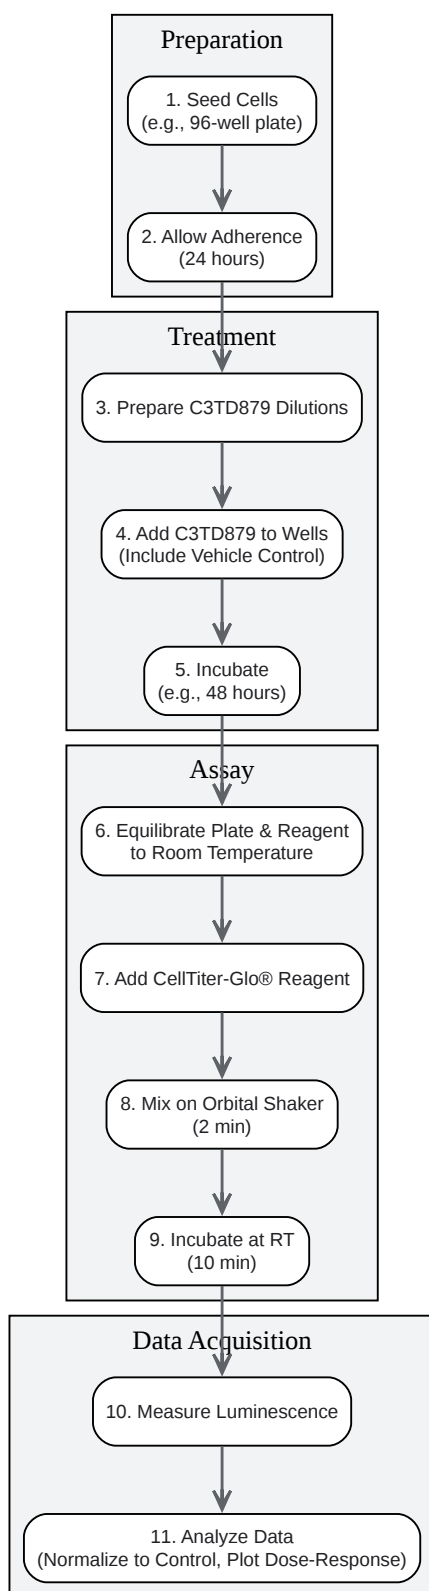 Preparation
1. Seed Cells
(e.g., 96-well plate)
2. Allow Adherence
(24 hours)
Treatment
3. Prepare C3TD879 Dilutions
4. Add C3TD879 to Wells
(Include Vehicle Control)
5. Incubate
(e.g., 48 hours)
Assay
6. Equilibrate Plate & Reagent
to Room Temperature
7. Add CellTiter-Glo® Reagent
8. Mix on Orbital Shaker
(2 min)
9. Incubate at RT
(10 min)
Data Acquisition
10. Measure Luminescence
11. Analyze Data
(Normalize to Control, Plot Dose-Response)